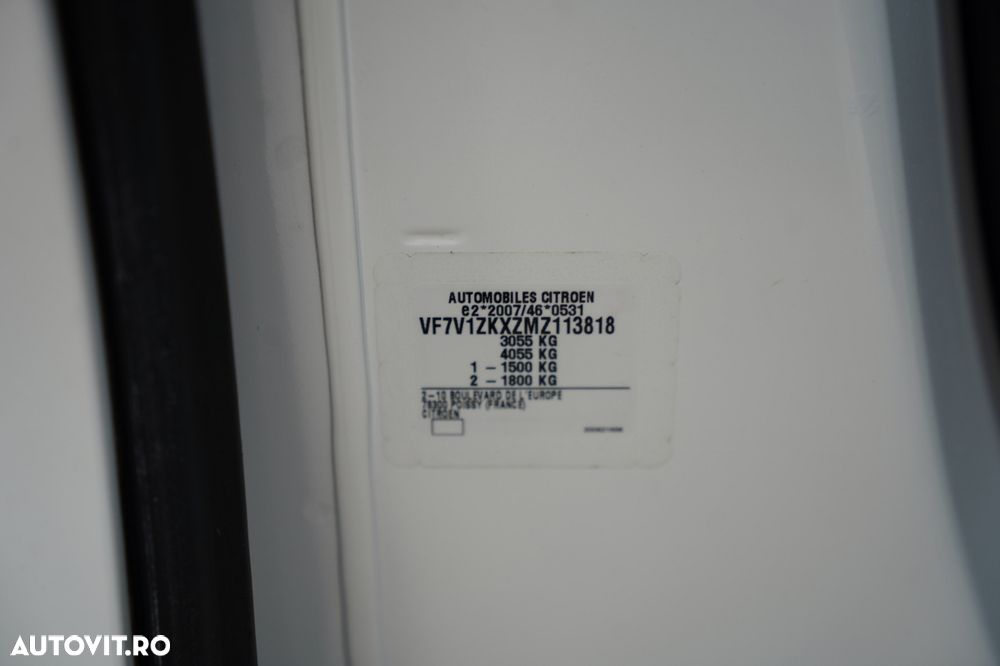 AUTOMOBILES CITROEN
e2*2007/46*0531
VF7V1ZKXZMZ113818
3055 KG
4055 KG
1 - 1500 KG
2 - 1800 KG
2-10 BOULEVARD DE L'EUROPE
78300 POISSY (FRANCE)
CITROEN
AUTOVIT.RO